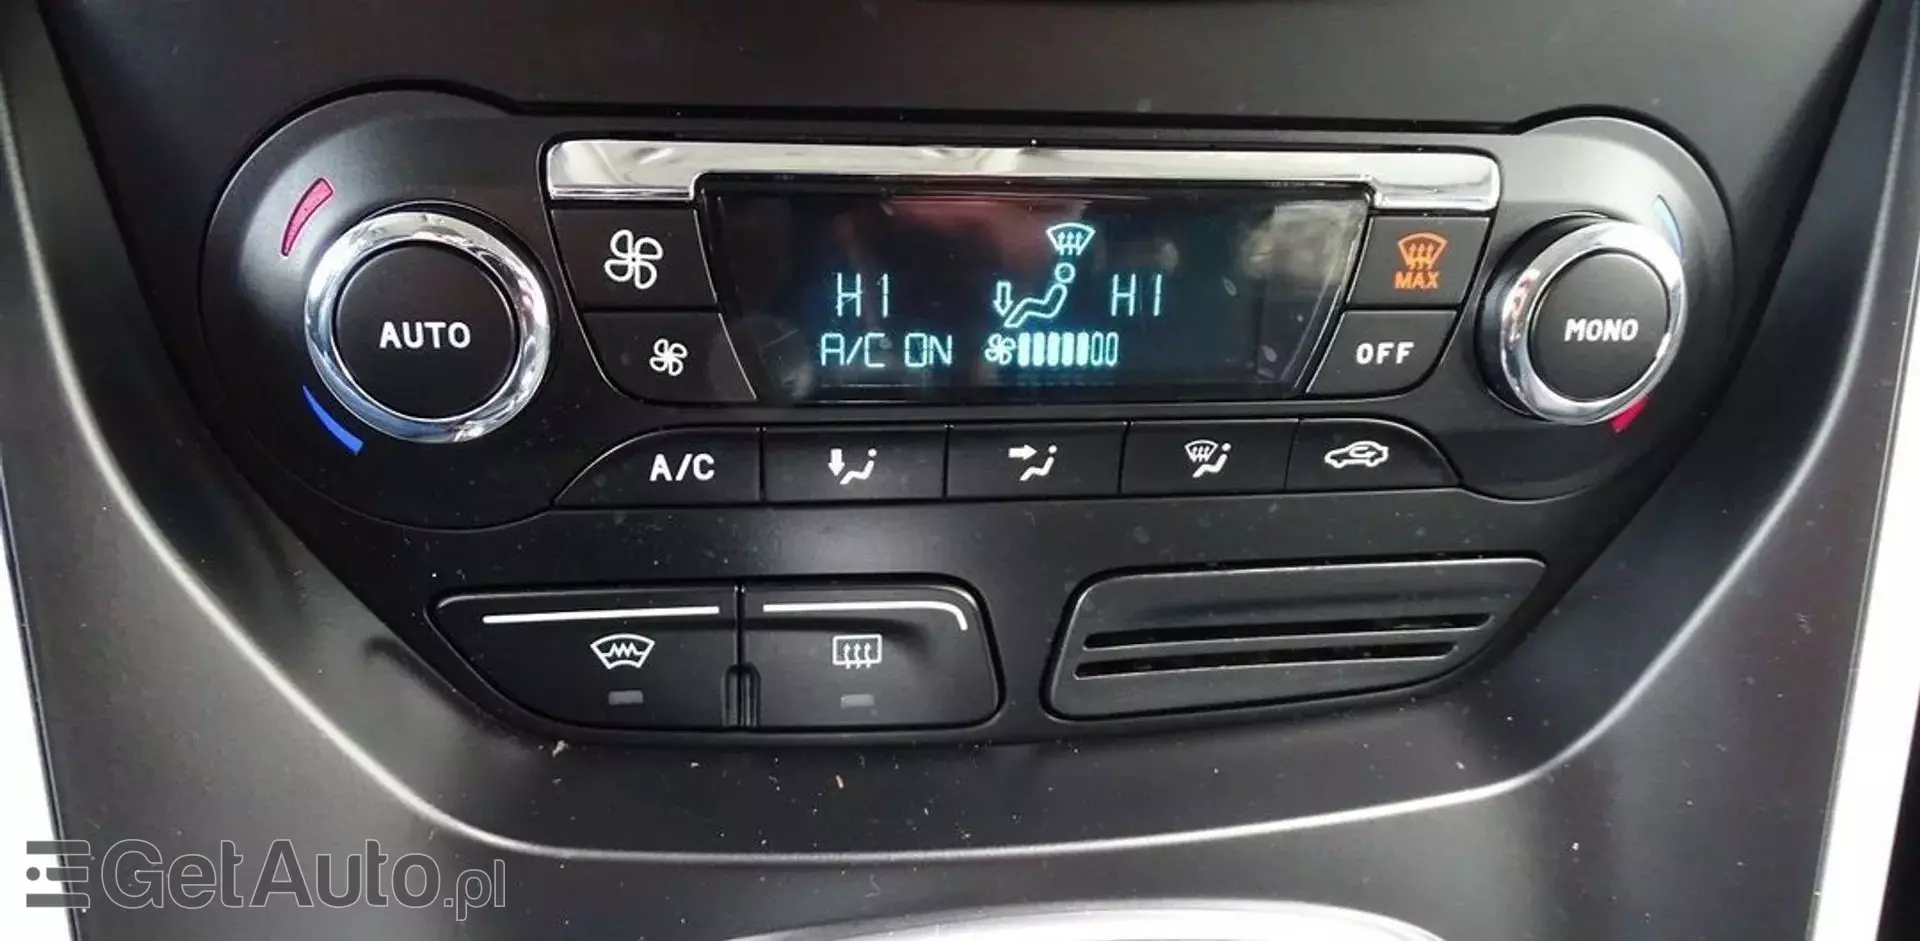 HI HI
A/C ON
AUTO
MAX
OFF
MONO
A/C
GetAuto.pl